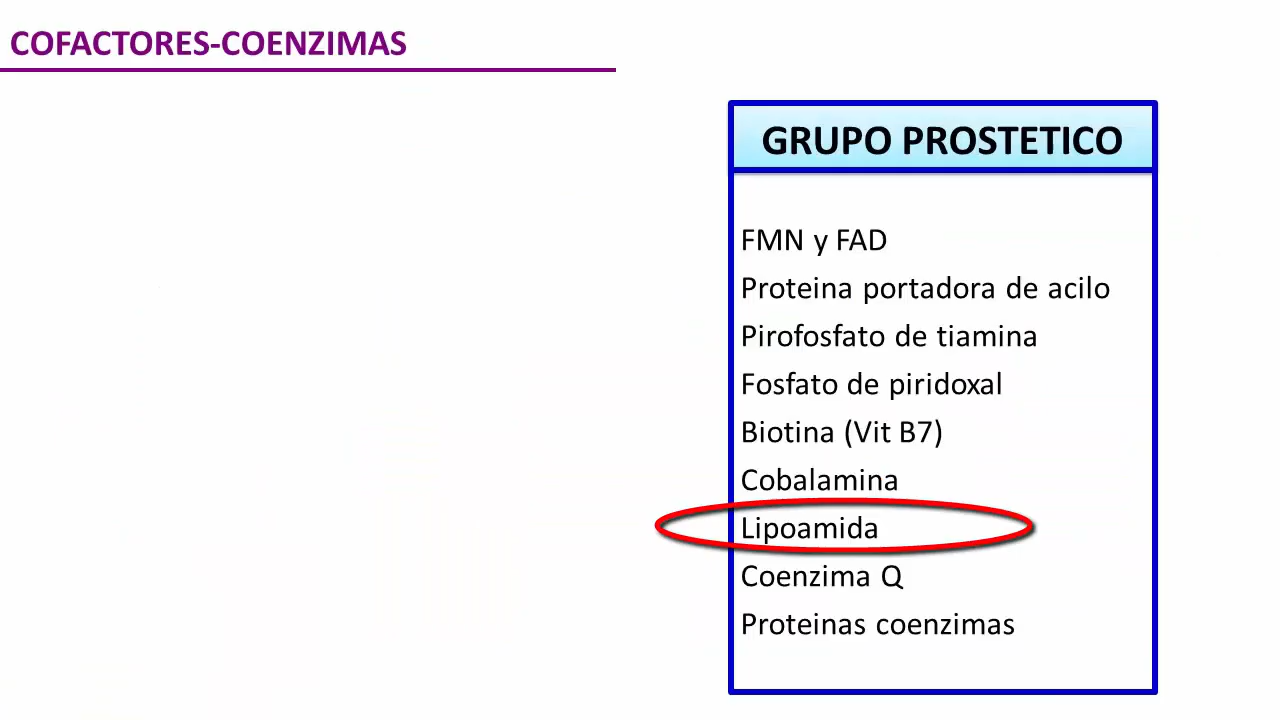 COFACTORES-COENZIMAS
GRUPO PROSTETICO
FMN y FAD
Proteina portadora de acilo
Pirofosfato de tiamina
Fosfato de piridoxal
Biotina (Vit B7)
Cobalamina
Lipoamida
Coenzima Q
Proteinas coenzimas